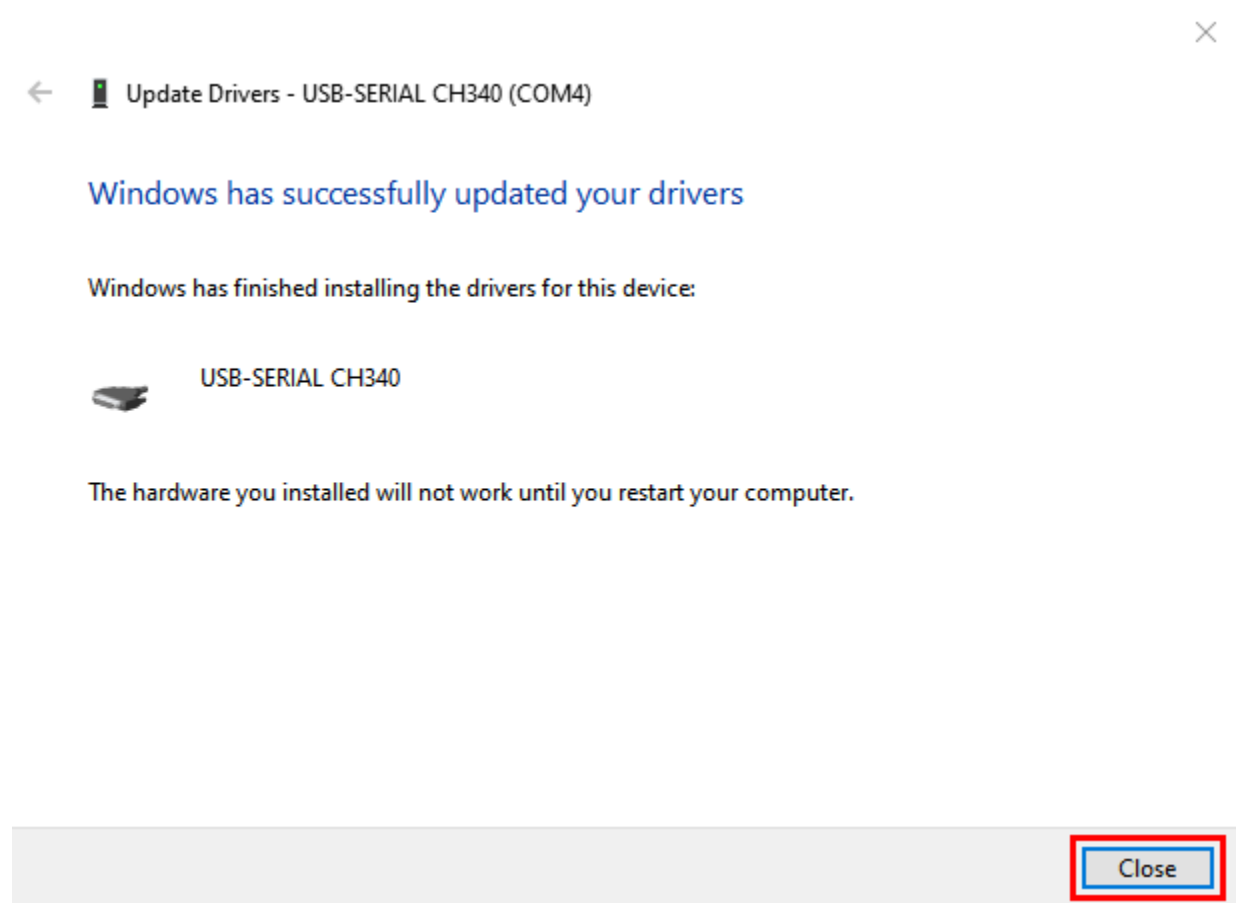 Update Drivers - USB-SERIAL CH340 (COM4)
Windows has successfully updated your drivers
Windows has finished installing the drivers for this device:
USB-SERIAL CH340
The hardware you installed will not work until you restart your computer.
Close